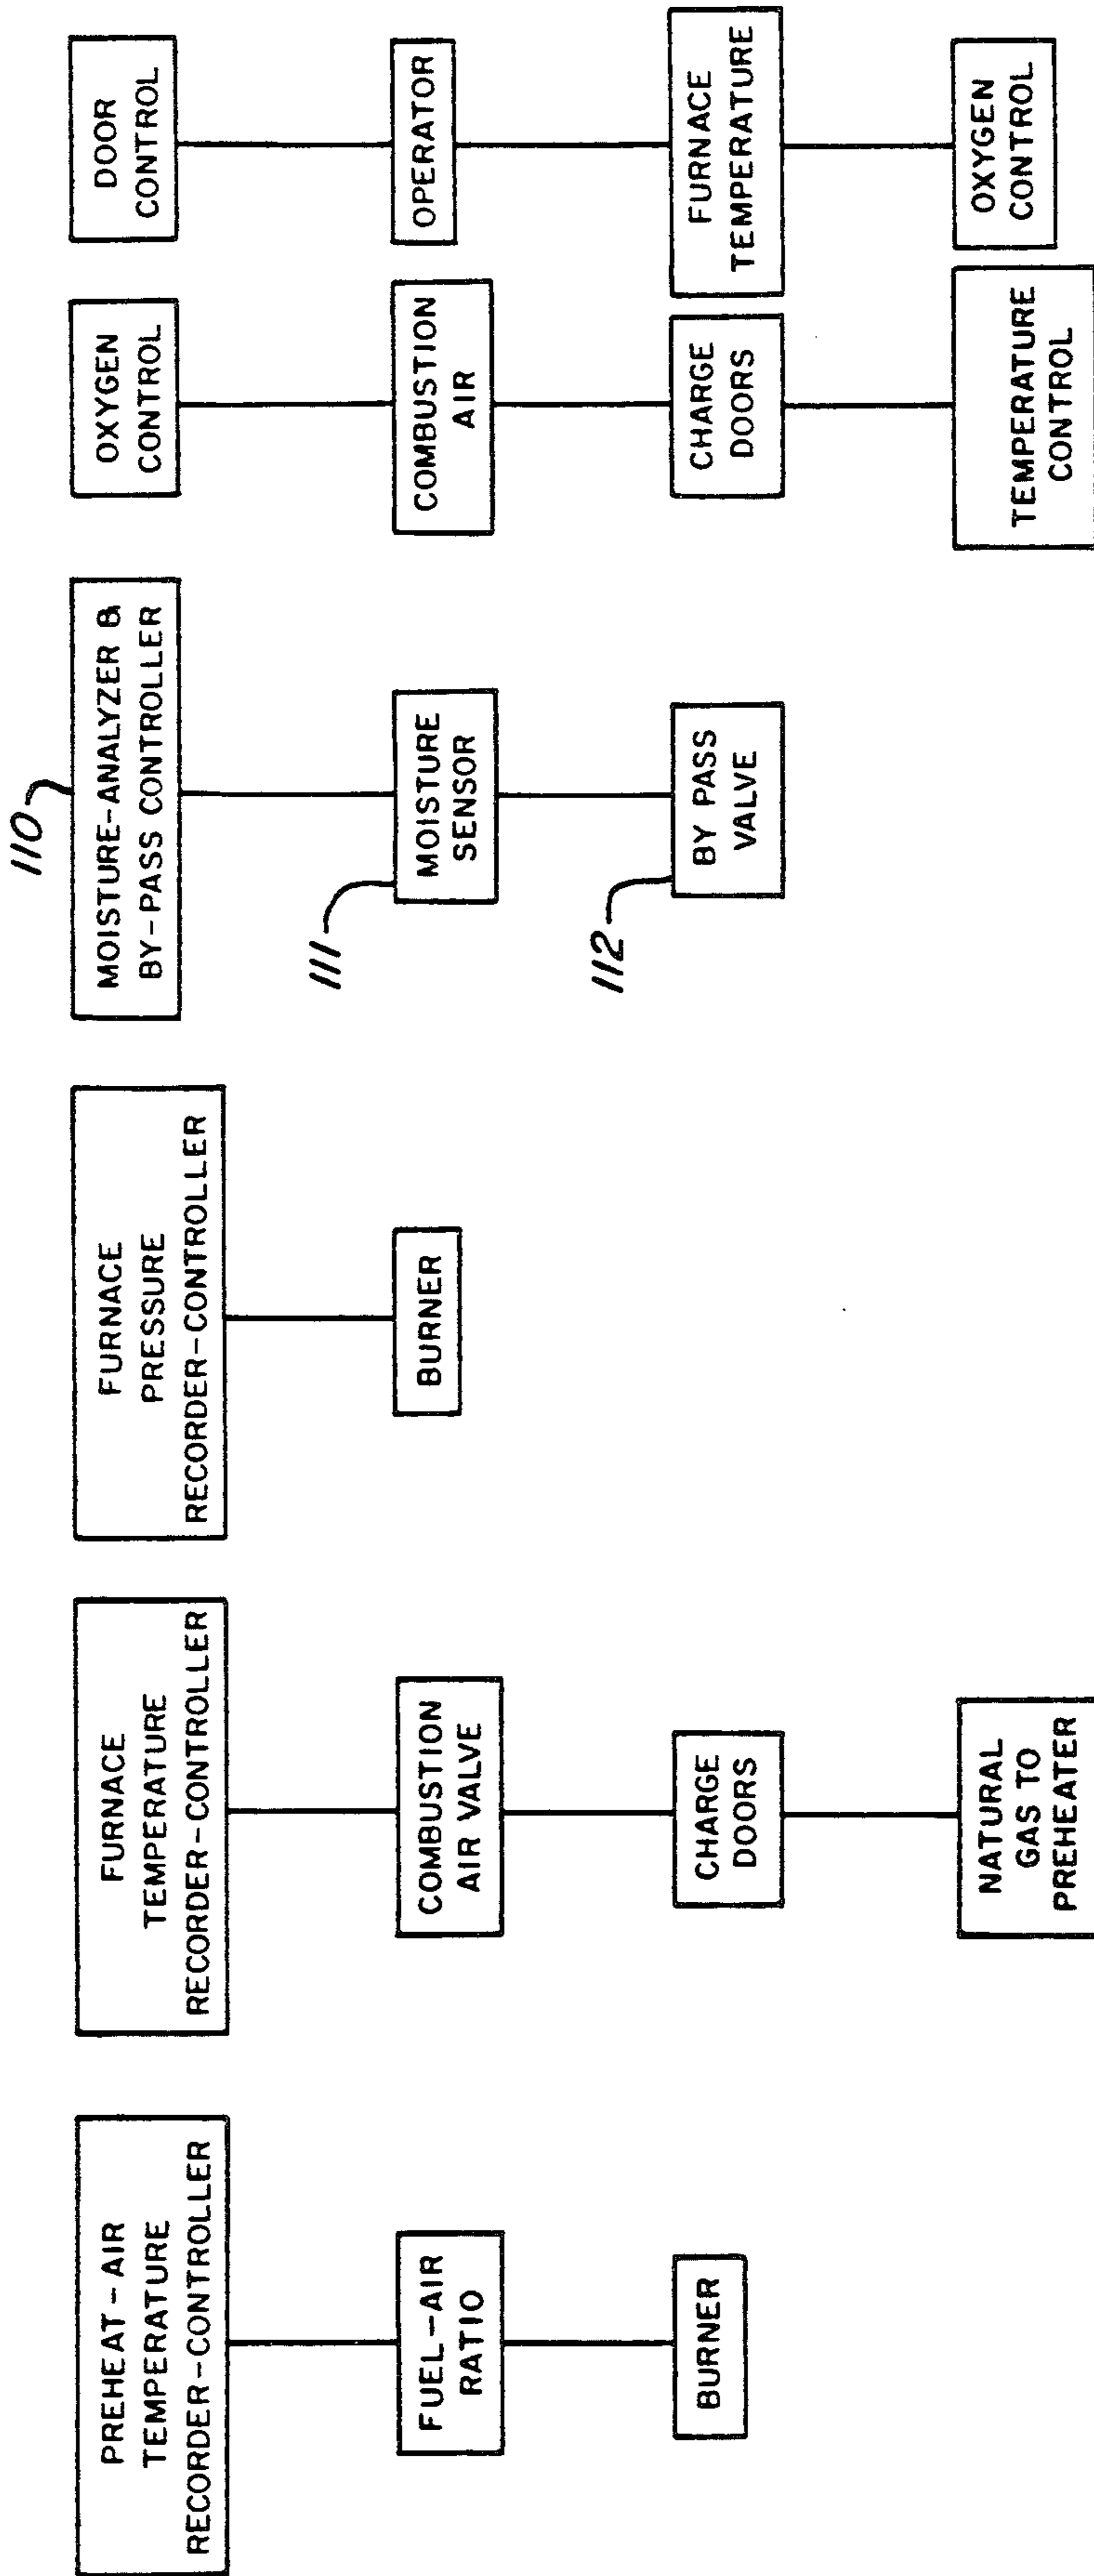 PREHEAT-AIR
TEMPERATURE
RECORDER-CONTROLLER
FUEL-AIR
RATIO
BURNER
FURNACE
TEMPERATURE
RECORDER-CONTROLLER
COMBUSTION
AIR VALVE
CHARGE
DOORS
NATURAL
GAS TO
PREHEATER
FURNACE
PRESSURE
RECORDER-CONTROLLER
BURNER
110
MOISTURE-ANALYZER &
BY-PASS CONTROLLER
111
MOISTURE
SENSOR
112
BY PASS
VALVE
OXYGEN
CONTROL
COMBUSTION
AIR
CHARGE
DOORS
TEMPERATURE
CONTROL
DOOR
CONTROL
OPERATOR
FURNACE
TEMPERATURE
OXYGEN
CONTROL